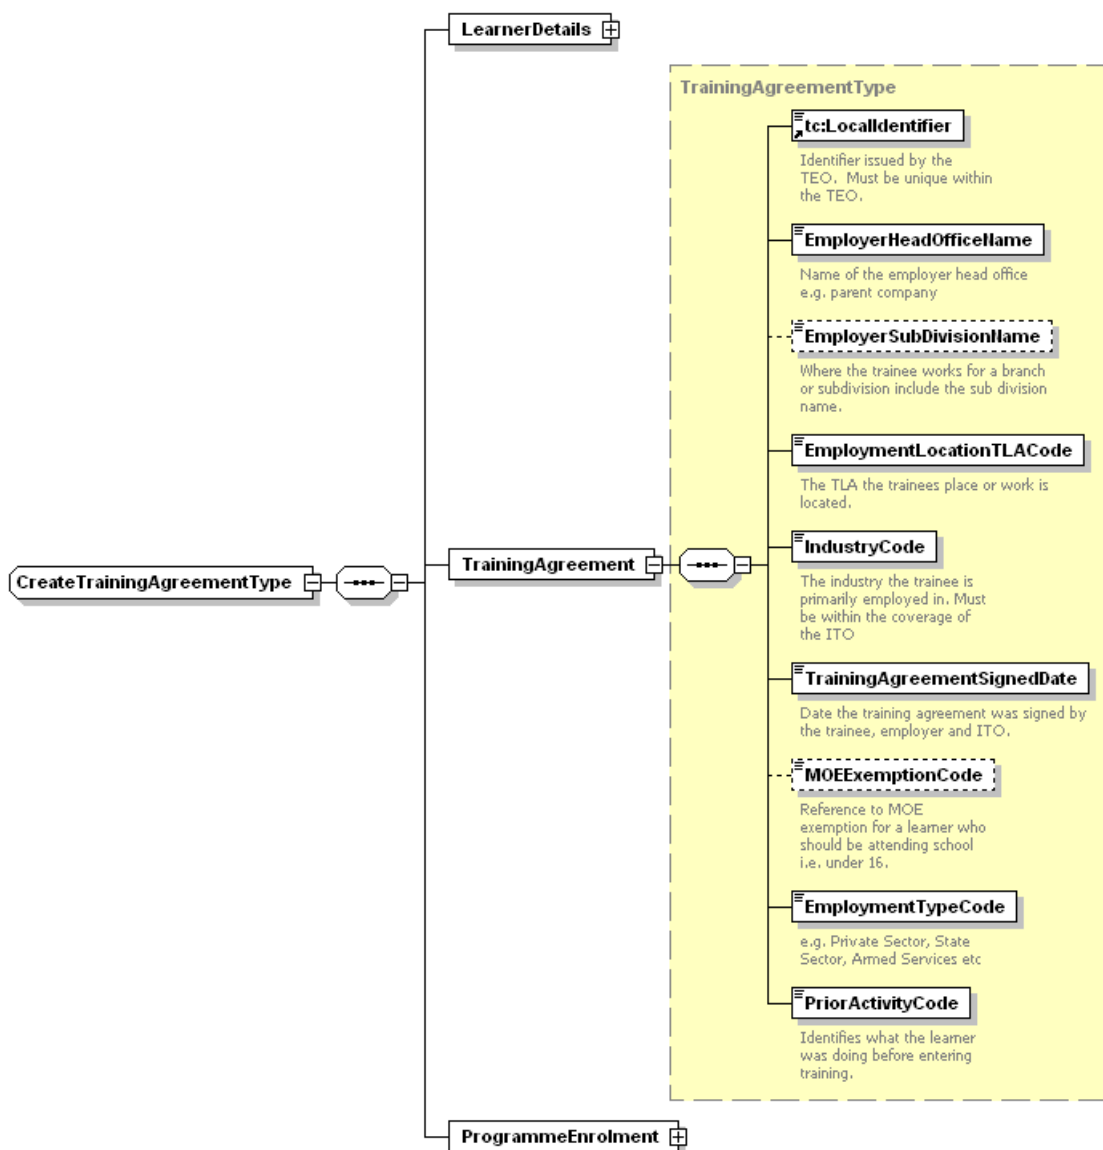 LearnerDetails
TrainingAgreementType
tc:LocalIdentifier
Identifier issued by the
TEO. Must be unique within
the TEO.
EmployerHeadOfficeName
Name of the employer head office
e.g. parent company
EmployerSubDivisionName
Where the trainee works for a branch
or subdivision include the sub division
name.
EmploymentLocationTLACode
The TLA the trainees place or work is
located.
CreateTrainingAgreementType
TrainingAgreement
IndustryCode
The industry the trainee is
primarily employed in. Must
be within the coverage of
the ITO
TrainingAgreementSignedDate
Date the training agreement was signed by
the trainee, employer and ITO.
MOEExemptionCode
Reference to MOE
exemption for a learner who
should be attending school
i.e. under 16.
EmploymentTypeCode
e.g. Private Sector, State
Sector, Armed Services etc
PriorActivityCode
Identifies what the learner
was doing before entering
training.
ProgrammeEnrolment